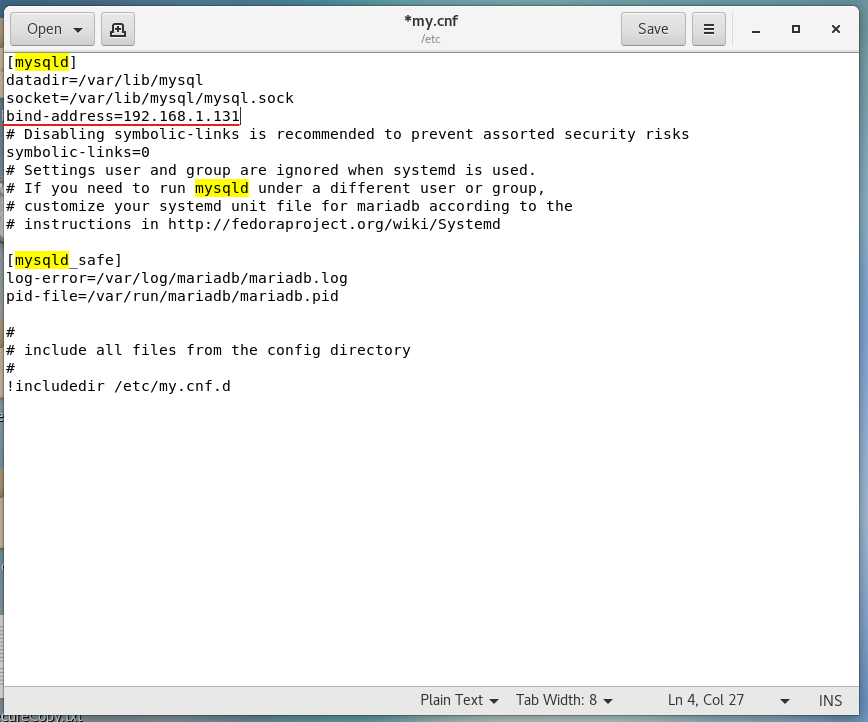 Open
*my.cnf
/etc
Save
[mysqld]
datadir=/var/lib/mysql
socket=/var/lib/mysql/mysql.sock
bind-address=192.168.1.131
# Disabling symbolic-links is recommended to prevent assorted security risks
symbolic-links=0
# Settings user and group are ignored when systemd is used.
# If you need to run mysqld under a different user or group,
# customize your systemd unit file for mariadb according to the
# instructions in http://fedoraproject.org/wiki/Systemd
[mysqld_safe]
log-error=/var/log/mariadb/mariadb.log
pid-file=/var/run/mariadb/mariadb.pid
#
# include all files from the config directory
#
!includedir /etc/my.cnf.d
Plain Text Tab Width: 8 Ln 4, Col 27 INS